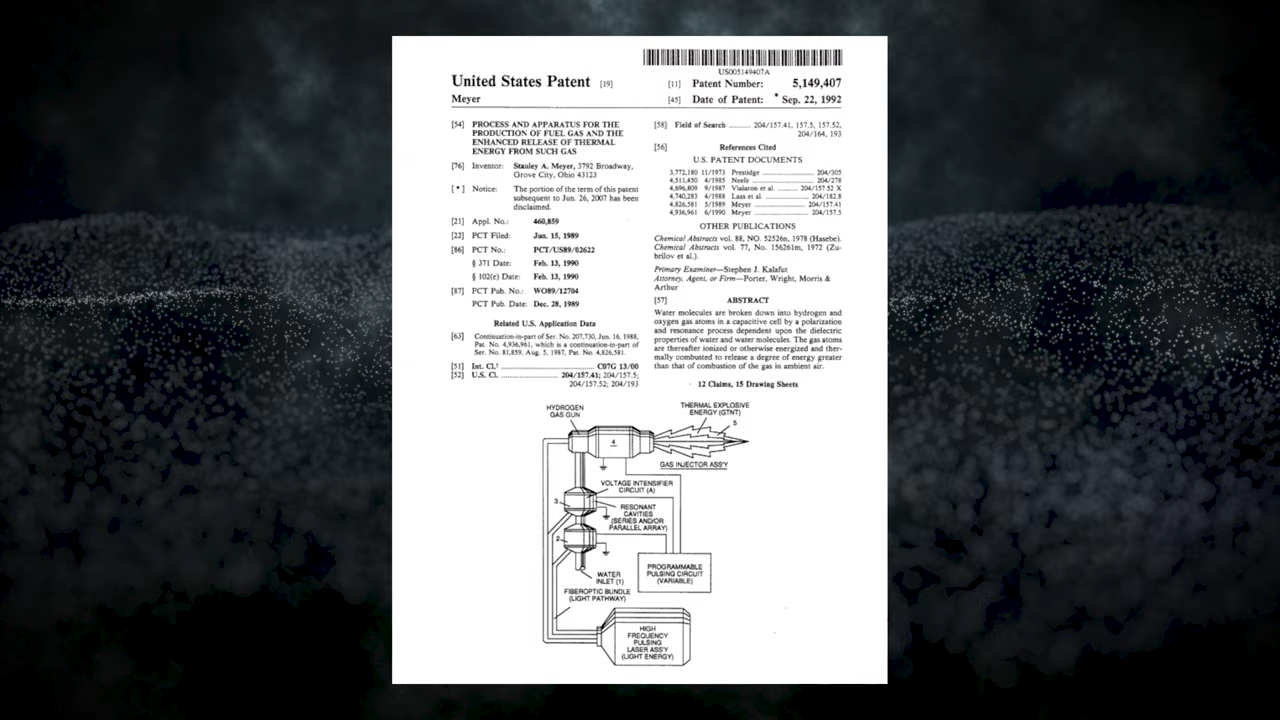 US005149407A
United States Patent [19]
Meyer
[11] Patent Number: 5,149,407
[45] Date of Patent: * Sep. 22, 1992
[54] PROCESS AND APPARATUS FOR THE
PRODUCTION OF FUEL GAS AND THE
ENHANCED RELEASE OF THERMAL
ENERGY FROM SUCH GAS
[76] Inventor: Stanley A. Meyer, 3792 Broadway,
Grove City, Ohio 43123
[*] Notice: The portion of the term of this patent
subsequent to Jun. 26, 2007 has been
disclaimed.
[21] Appl. No.: 460,859
[22] PCT Filed: Jun. 15, 1989
[86] PCT No.: PCT/US89/02622
§ 371 Date: Feb. 13, 1990
§ 102(e) Date: Feb. 13, 1990
[87] PCT Pub. No.: WO89/12704
PCT Pub. Date: Dec. 28, 1989
Related U.S. Application Data
[63] Continuation-in-part of Ser. No. 207,730, Jun. 16, 1988,
Pat. No. 4,936,961, which is a continuation-in-part of
Ser. No. 81,859, Aug. 5, 1987, Pat. No. 4,826,581.
[51] Int. Cl.⁵ .......... C07G 13/00
[52] U.S. Cl. .......... 204/157.41; 204/157.5;
204/157.52; 204/193
[58] Field of Search .......... 204/157.41, 157.5, 157.52,
204/164, 193
[56] References Cited
U.S. PATENT DOCUMENTS
3,772,180 11/1973 Prestidge .......... 204/305
4,511,450 4/1985 Neefe .......... 204/278
4,696,809 9/1987 Vialaron et al. .......... 204/157.52 X
4,740,283 4/1988 Laas et al. .......... 204/182.8
4,826,581 5/1989 Meyer .......... 204/157.41
4,936,961 6/1990 Meyer .......... 204/157.5
OTHER PUBLICATIONS
Chemical Abstracts vol. 88, NO. 52526n, 1978 (Hasebe).
Chemical Abstracts vol. 77, No. 156261m, 1972 (Zu-
brilov et al.).
Primary Examiner—Stephen J. Kalafut
Attorney, Agent, or Firm—Porter, Wright, Morris &
Arthur
[57] ABSTRACT
Water molecules are broken down into hydrogen and
oxygen gas atoms in a capacitive cell by a polarization
and resonance process dependent upon the dielectric
properties of water and water molecules. The gas atoms
are thereafter ionized or otherwise energized and ther-
mally combusted to release a degree of energy greater
than that of combustion of the gas in ambient air.
12 Claims, 15 Drawing Sheets
HYDROGEN
GAS GUN
THERMAL EXPLOSIVE
ENERGY (GTNT)
5
4
GAS INJECTOR ASS'Y
VOLTAGE INTENSIFIER
CIRCUIT (A)
3
RESONANT
CAVITIES
(SERIES AND/OR
PARALLEL ARRAY)
2
WATER
INLET (1)
PROGRAMMABLE
PULSING CIRCUIT
(VARIABLE)
FIBEROPTIC BUNDLE
(LIGHT PATHWAY)
HIGH
FREQUENCY
PULSING
LASER ASS'Y
(LIGHT ENERGY)